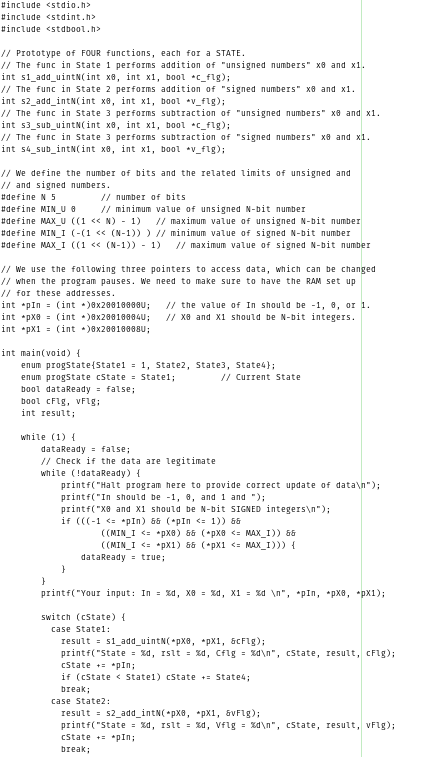 #include <stdio.h>
#include <stdint.h>
#include <stdbool.h>

// Prototype of FOUR functions, each for a STATE.
// The func in State 1 performs addition of "unsigned numbers" x0 and x1.
int s1_add_uintN(int x0, int x1, bool *c_flg);
// The func in State 2 performs addition of "signed numbers" x0 and x1.
int s2_add_intN(int x0, int x1, bool *v_flg);
// The func in State 3 performs subtraction of "unsigned numbers" x0 and x1.
int s3_sub_uintN(int x0, int x1, bool *c_flg);
// The func in State 3 performs subtraction of "signed numbers" x0 and x1.
int s4_sub_intN(int x0, int x1, bool *v_flg);

// We define the number of bits and the related limits of unsigned and
// and signed numbers.
#define N 5         // number of bits
#define MIN_U 0     // minimum value of unsigned N-bit number
#define MAX_U ((1 << N) - 1)   // maximum value of unsigned N-bit number
#define MIN_I (-(1 << (N-1)) ) // minimum value of signed N-bit number
#define MAX_I ((1 << (N-1)) - 1)   // maximum value of signed N-bit number

// We use the following three pointers to access data, which can be changed
// when the program pauses. We need to make sure to have the RAM set up
// for these addresses.
int *pIn = (int *)0x20010000U;   // the value of In should be -1, 0, or 1.
int *pX0 = (int *)0x20010004U;   // X0 and X1 should be N-bit integers.
int *pX1 = (int *)0x20010008U;

int main(void) {
    enum progState{State1 = 1, State2, State3, State4};
    enum progState cState = State1;         // Current State
    bool dataReady = false;
    bool cFlg, vFlg;
    int result;

    while (1) {
        dataReady = false;
        // Check if the data are legitimate
        while (!dataReady) {
            printf("Halt program here to provide correct update of data\n");
            printf("In should be -1, 0, and 1 and ");
            printf("X0 and X1 should be N-bit SIGNED integers\n");
            if (((-1 <= *pIn) && (*pIn <= 1)) &&
                    ((MIN_I <= *pX0) && (*pX0 <= MAX_I)) &&
                    ((MIN_I <= *pX1) && (*pX1 <= MAX_I))) {
                dataReady = true;
            }
        }
        printf("Your input: In = %d, X0 = %d, X1 = %d \n", *pIn, *pX0, *pX1);

        switch (cState) {
          case State1:
            result = s1_add_uintN(*pX0, *pX1, &cFlg);
            printf("State = %d, rslt = %d, Cflg = %d\n", cState, result, cFlg);
            cState += *pIn;
            if (cState < State1) cState += State4;
            break;
          case State2:
            result = s2_add_intN(*pX0, *pX1, &vFlg);
            printf("State = %d, rslt = %d, Vflg = %d\n", cState, result, vFlg);
            cState += *pIn;
            break;